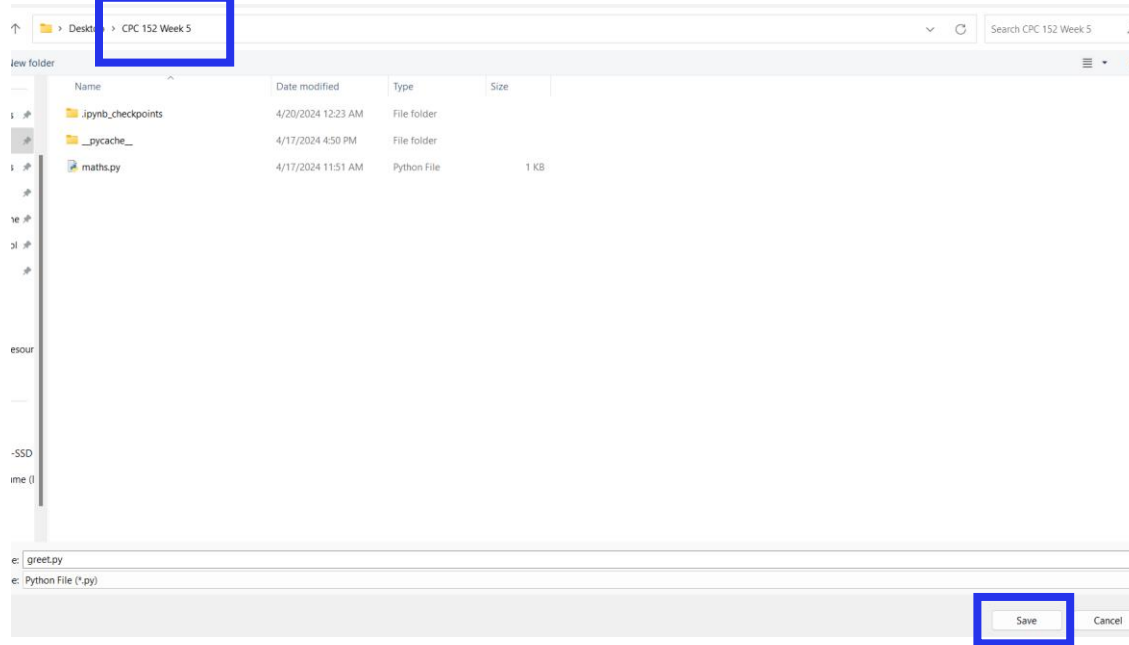 Desktop > CPC 152 Week 5 Search CPC 152 Week 5
New folder
Name Date modified Type Size
.ipynb_checkpoints 4/20/2024 12:23 AM File folder
__pycache__ 4/17/2024 4:50 PM File folder
maths.py 4/17/2024 11:51 AM Python File 1 KB
esour
-SSD
ume (l
e: greet.py
e: Python File (*.py)
Save Cancel